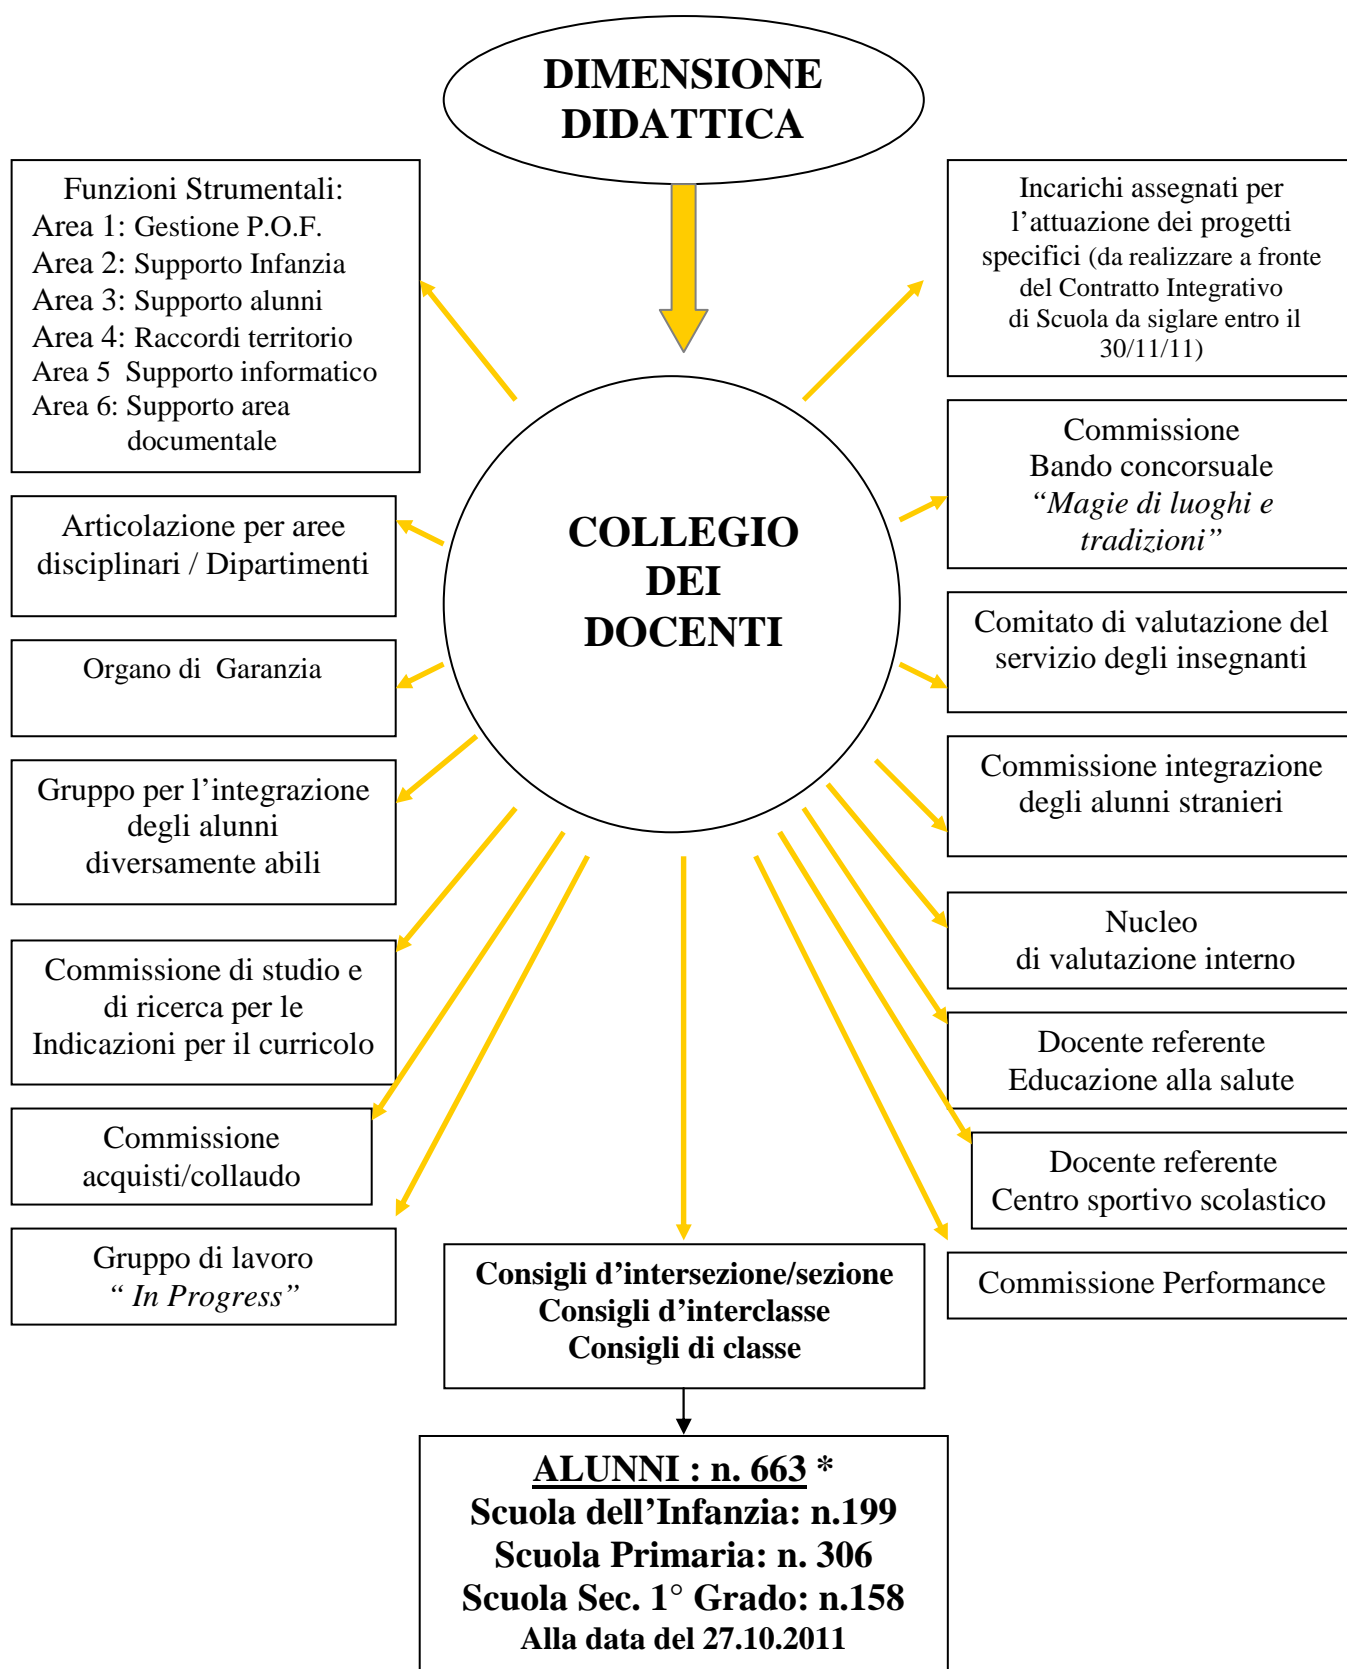 DIMENSIONE
DIDATTICA
Funzioni Strumentali:
Area 1: Gestione P.O.F.
Area 2: Supporto Infanzia
Area 3: Supporto alunni
Area 4: Raccordi territorio
Area 5  Supporto informatico
Area 6: Supporto area
documentale
Articolazione per aree
disciplinari / Dipartimenti
Organo di  Garanzia
Gruppo per l’integrazione
degli alunni
diversamente abili
Commissione di studio e
di ricerca per le
Indicazioni per il curricolo
Commissione
acquisti/collaudo
Gruppo di lavoro
“ In Progress”
COLLEGIO
DEI
DOCENTI
Incarichi assegnati per
l’attuazione dei progetti
specifici (da realizzare a fronte
del Contratto Integrativo
di Scuola da siglare entro il
30/11/11)
Commissione
Bando concorsuale
“Magie di luoghi e
tradizioni”
Comitato di valutazione del
servizio degli insegnanti
Commissione integrazione
degli alunni stranieri
Nucleo
di valutazione interno
Docente referente
Educazione alla salute
Docente referente
Centro sportivo scolastico
Commissione Performance
Consigli d’intersezione/sezione
Consigli d’interclasse
Consigli di classe
ALUNNI : n. 663 *
Scuola dell’Infanzia: n.199
Scuola Primaria: n. 306
Scuola Sec. 1° Grado: n.158
Alla data del 27.10.2011